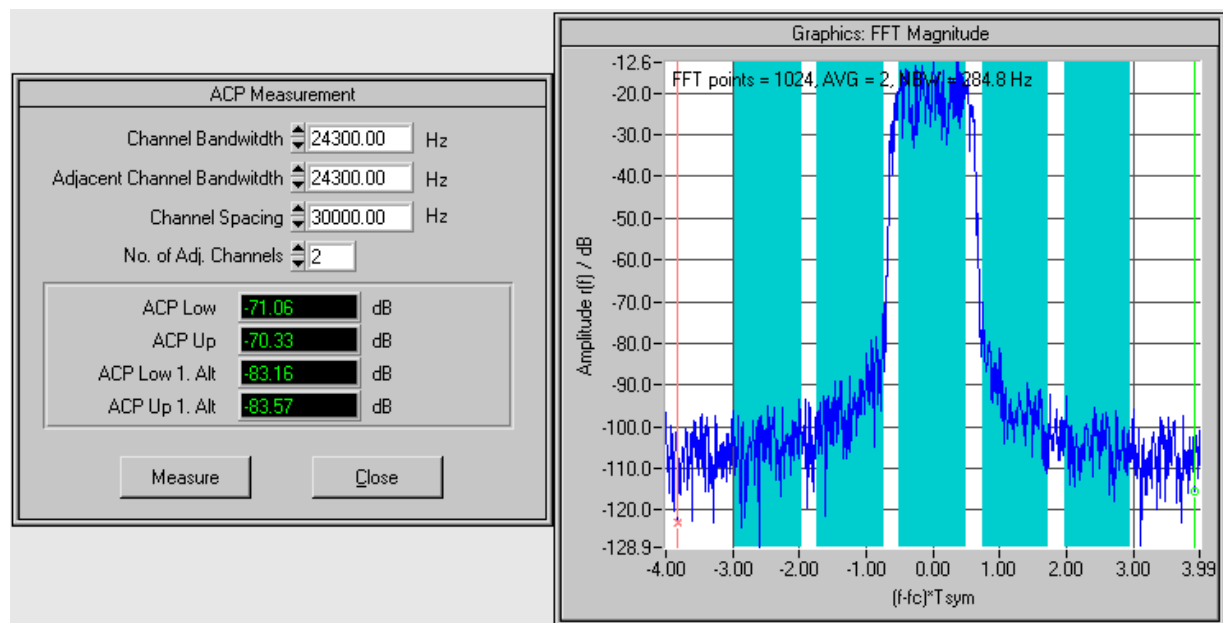 ACP Measurement
Channel Bandwitdth 24300.00 Hz
Adjacent Channel Bandwitdth 24300.00 Hz
Channel Spacing 30000.00 Hz
No. of Adj. Channels 2
ACP Low -71.06 dB
ACP Up -70.33 dB
ACP Low 1. Alt -83.16 dB
ACP Up 1. Alt -83.57 dB
Measure Close
Graphics: FFT Magnitude
FFT points = 1024, AVG = 2, NBW = 284.8 Hz
Amplitude r(f) / dB
-12.6
-20.0
-30.0
-40.0
-50.0
-60.0
-70.0
-80.0
-90.0
-100.0
-110.0
-120.0
-128.9
-4.00 -3.00 -2.00 -1.00 0.00 1.00 2.00 3.00 3.99
(f-fc)*Tsym